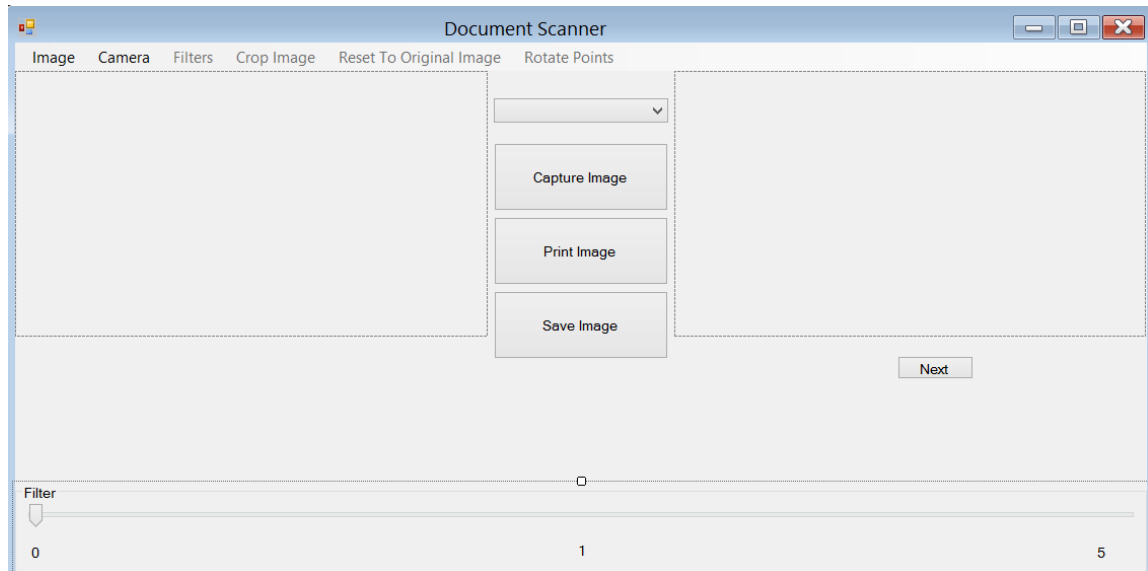 Document Scanner
Image Camera Filters Crop Image Reset To Original Image Rotate Points
Capture Image
Print Image
Save Image
Next
Filter
0 1 5